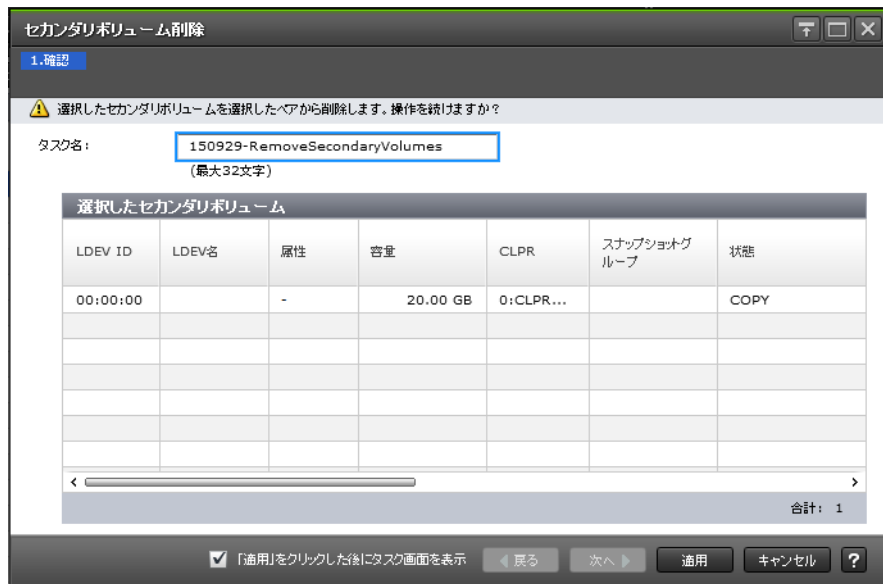 セカンダリボリューム削除
1.確認
選択したセカンダリボリュームを選択したペアから削除します。操作を続けますか？
タスク名：
150929-RemoveSecondaryVolumes
(最大32文字)
選択したセカンダリボリューム
LDEV ID LDEV名 属性 容量 CLPR スナップショットグループ 状態
00:00:00 - 20.00 GB 0:CLPR... COPY
合計： 1
「適用」をクリックした後にタスク画面を表示 戻る 次へ 適用 キャンセル ?